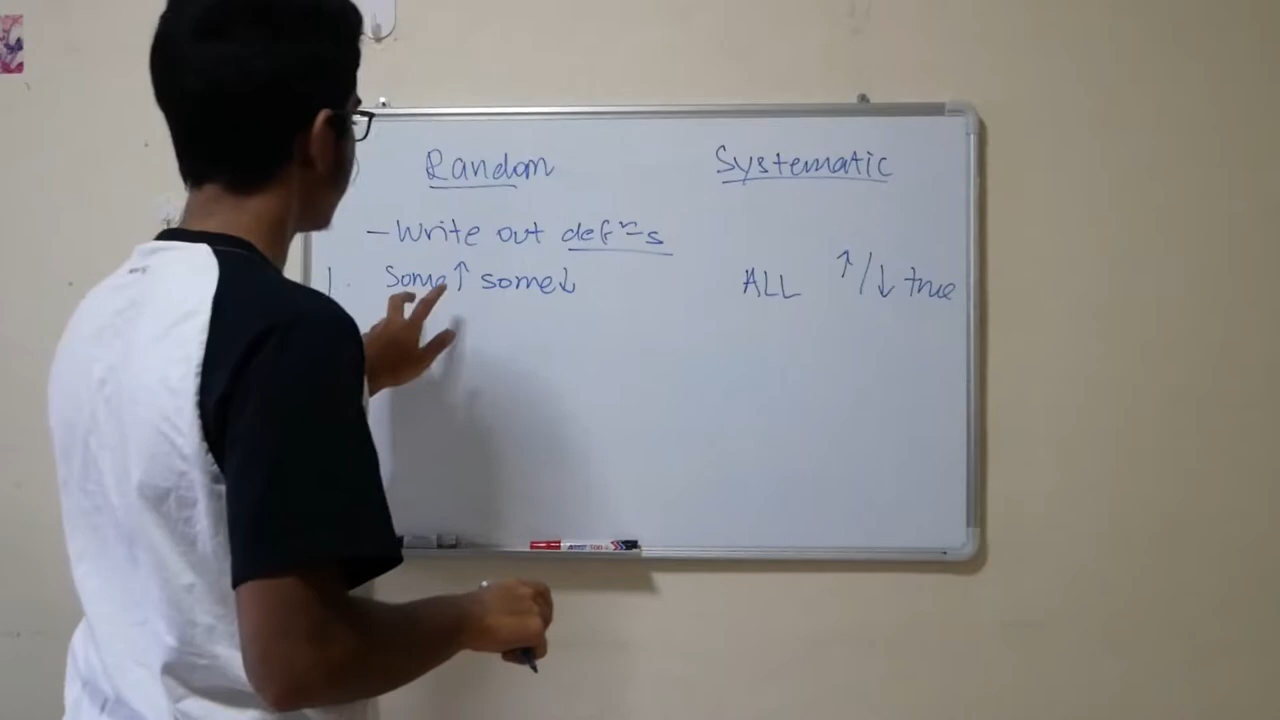 Random
Systematic
- Write out defⁿs
1. Some↑ some↓
ALL ↑/↓ true